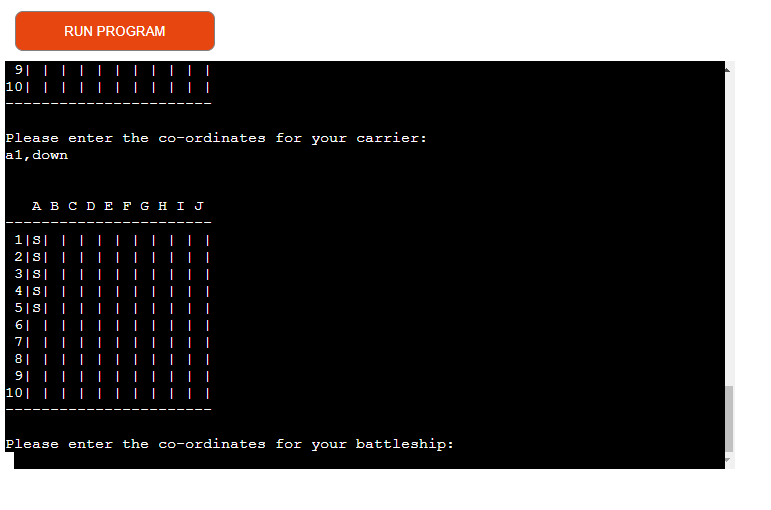 RUN PROGRAM
 9| | | | | | | | | | |
10| | | | | | | | | | |
-----------------------
Please enter the co-ordinates for your carrier:
a1,down
   A B C D E F G H I J
-----------------------
 1|S| | | | | | | | | |
 2|S| | | | | | | | | |
 3|S| | | | | | | | | |
 4|S| | | | | | | | | |
 5|S| | | | | | | | | |
 6| | | | | | | | | | |
 7| | | | | | | | | | |
 8| | | | | | | | | | |
 9| | | | | | | | | | |
10| | | | | | | | | | |
-----------------------
Please enter the co-ordinates for your battleship: